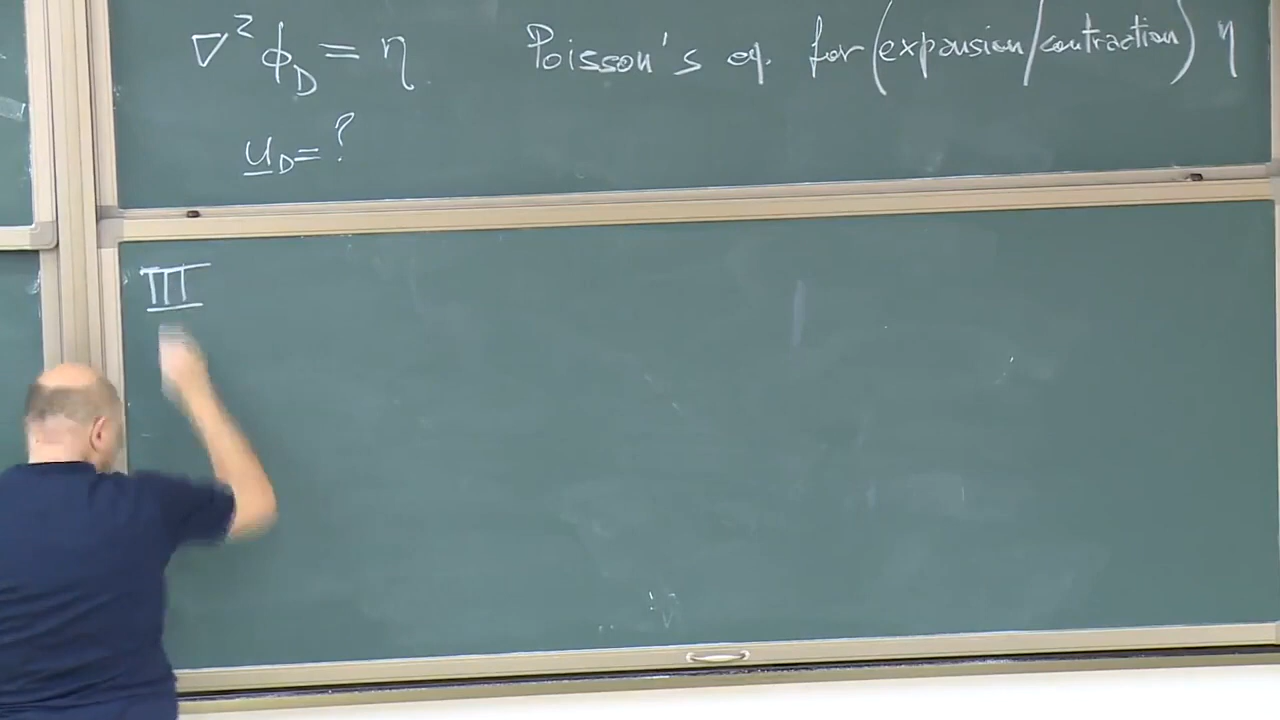 ∇²ϕ_D = η Poisson's eq. for (expansion/contraction) η
u_D = ?
III